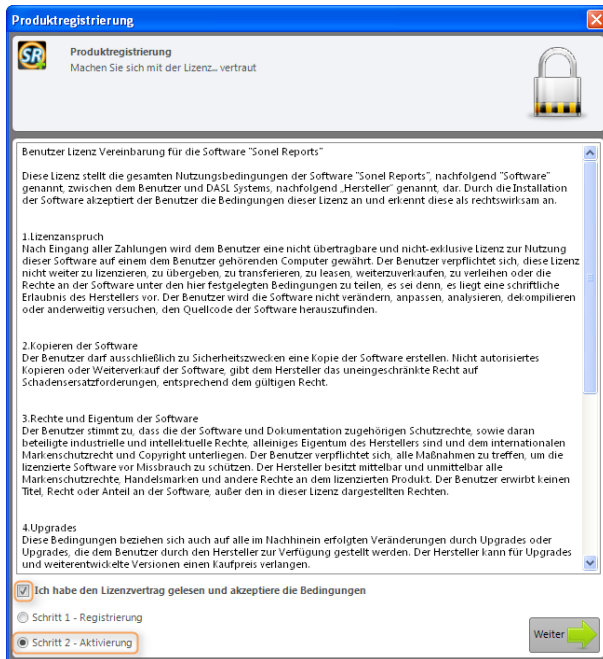 Produktregistrierung
SR
Produktregistrierung
Machen Sie sich mit der Lizenz... vertraut
Benutzer Lizenz Vereinbarung für die Software "Sonel Reports"
Diese Lizenz stellt die gesamten Nutzungsbedingungen der Software "Sonel Reports", nachfolgend "Software"
genannt, zwischen dem Benutzer und DASL Systems, nachfolgend „Hersteller" genannt, dar. Durch die Installation
der Software akzeptiert der Benutzer die Bedingungen dieser Lizenz an und erkennt diese als rechtswirksam an.
1.Lizenzanspruch
Nach Eingang aller Zahlungen wird dem Benutzer eine nicht übertragbare und nicht-exklusive Lizenz zur Nutzung
dieser Software auf einem dem Benutzer gehörenden Computer gewährt. Der Benutzer verpflichtet sich, diese Lizenz
nicht weiter zu lizenzieren, zu übergeben, zu transferieren, zu leasen, weiterzuverkaufen, zu verleihen oder die
Rechte an der Software unter den hier festgelegten Bedingungen zu teilen, es sei denn, es liegt eine schriftliche
Erlaubnis des Herstellers vor. Der Benutzer wird die Software nicht verändern, anpassen, analysieren, dekompilieren
oder anderweitig versuchen, den Quellcode der Software herauszufinden.
2.Kopieren der Software
Der Benutzer darf ausschließlich zu Sicherheitszwecken eine Kopie der Software erstellen. Nicht autorisiertes
Kopieren oder Weiterverkauf der Software, gibt dem Hersteller das uneingeschränkte Recht auf
Schadensersatzforderungen, entsprechend dem gültigen Recht.
3.Rechte und Eigentum der Software
Der Benutzer stimmt zu, dass die der Software und Dokumentation zugehörigen Schutzrechte, sowie daran
beteiligte industrielle und intellektuelle Rechte, alleiniges Eigentum des Herstellers sind und dem internationalen
Markenschutzrecht und Copyright unterliegen. Der Benutzer verpflichtet sich, alle Maßnahmen zu treffen, um die
lizenzierte Software vor Missbrauch zu schützen. Der Hersteller besitzt mittelbar und unmittelbar alle
Markenschutzrechte, Handelsmarken und andere Rechte an dem lizenzierten Produkt. Der Benutzer erwirbt keinen
Titel, Recht oder Anteil an der Software, außer den in dieser Lizenz dargestellten Rechten.
4.Upgrades
Diese Bedingungen beziehen sich auch auf alle im Nachhinein erfolgten Veränderungen durch Upgrades oder
Upgrades, die dem Benutzer durch den Hersteller zur Verfügung gestellt werden. Der Hersteller kann für Upgrades
und weiterentwickelte Versionen einen Kaufpreis verlangen.
Ich habe den Lizenzvertrag gelesen und akzeptiere die Bedingungen
Schritt 1 - Registrierung
Schritt 2 - Aktivierung
Weiter